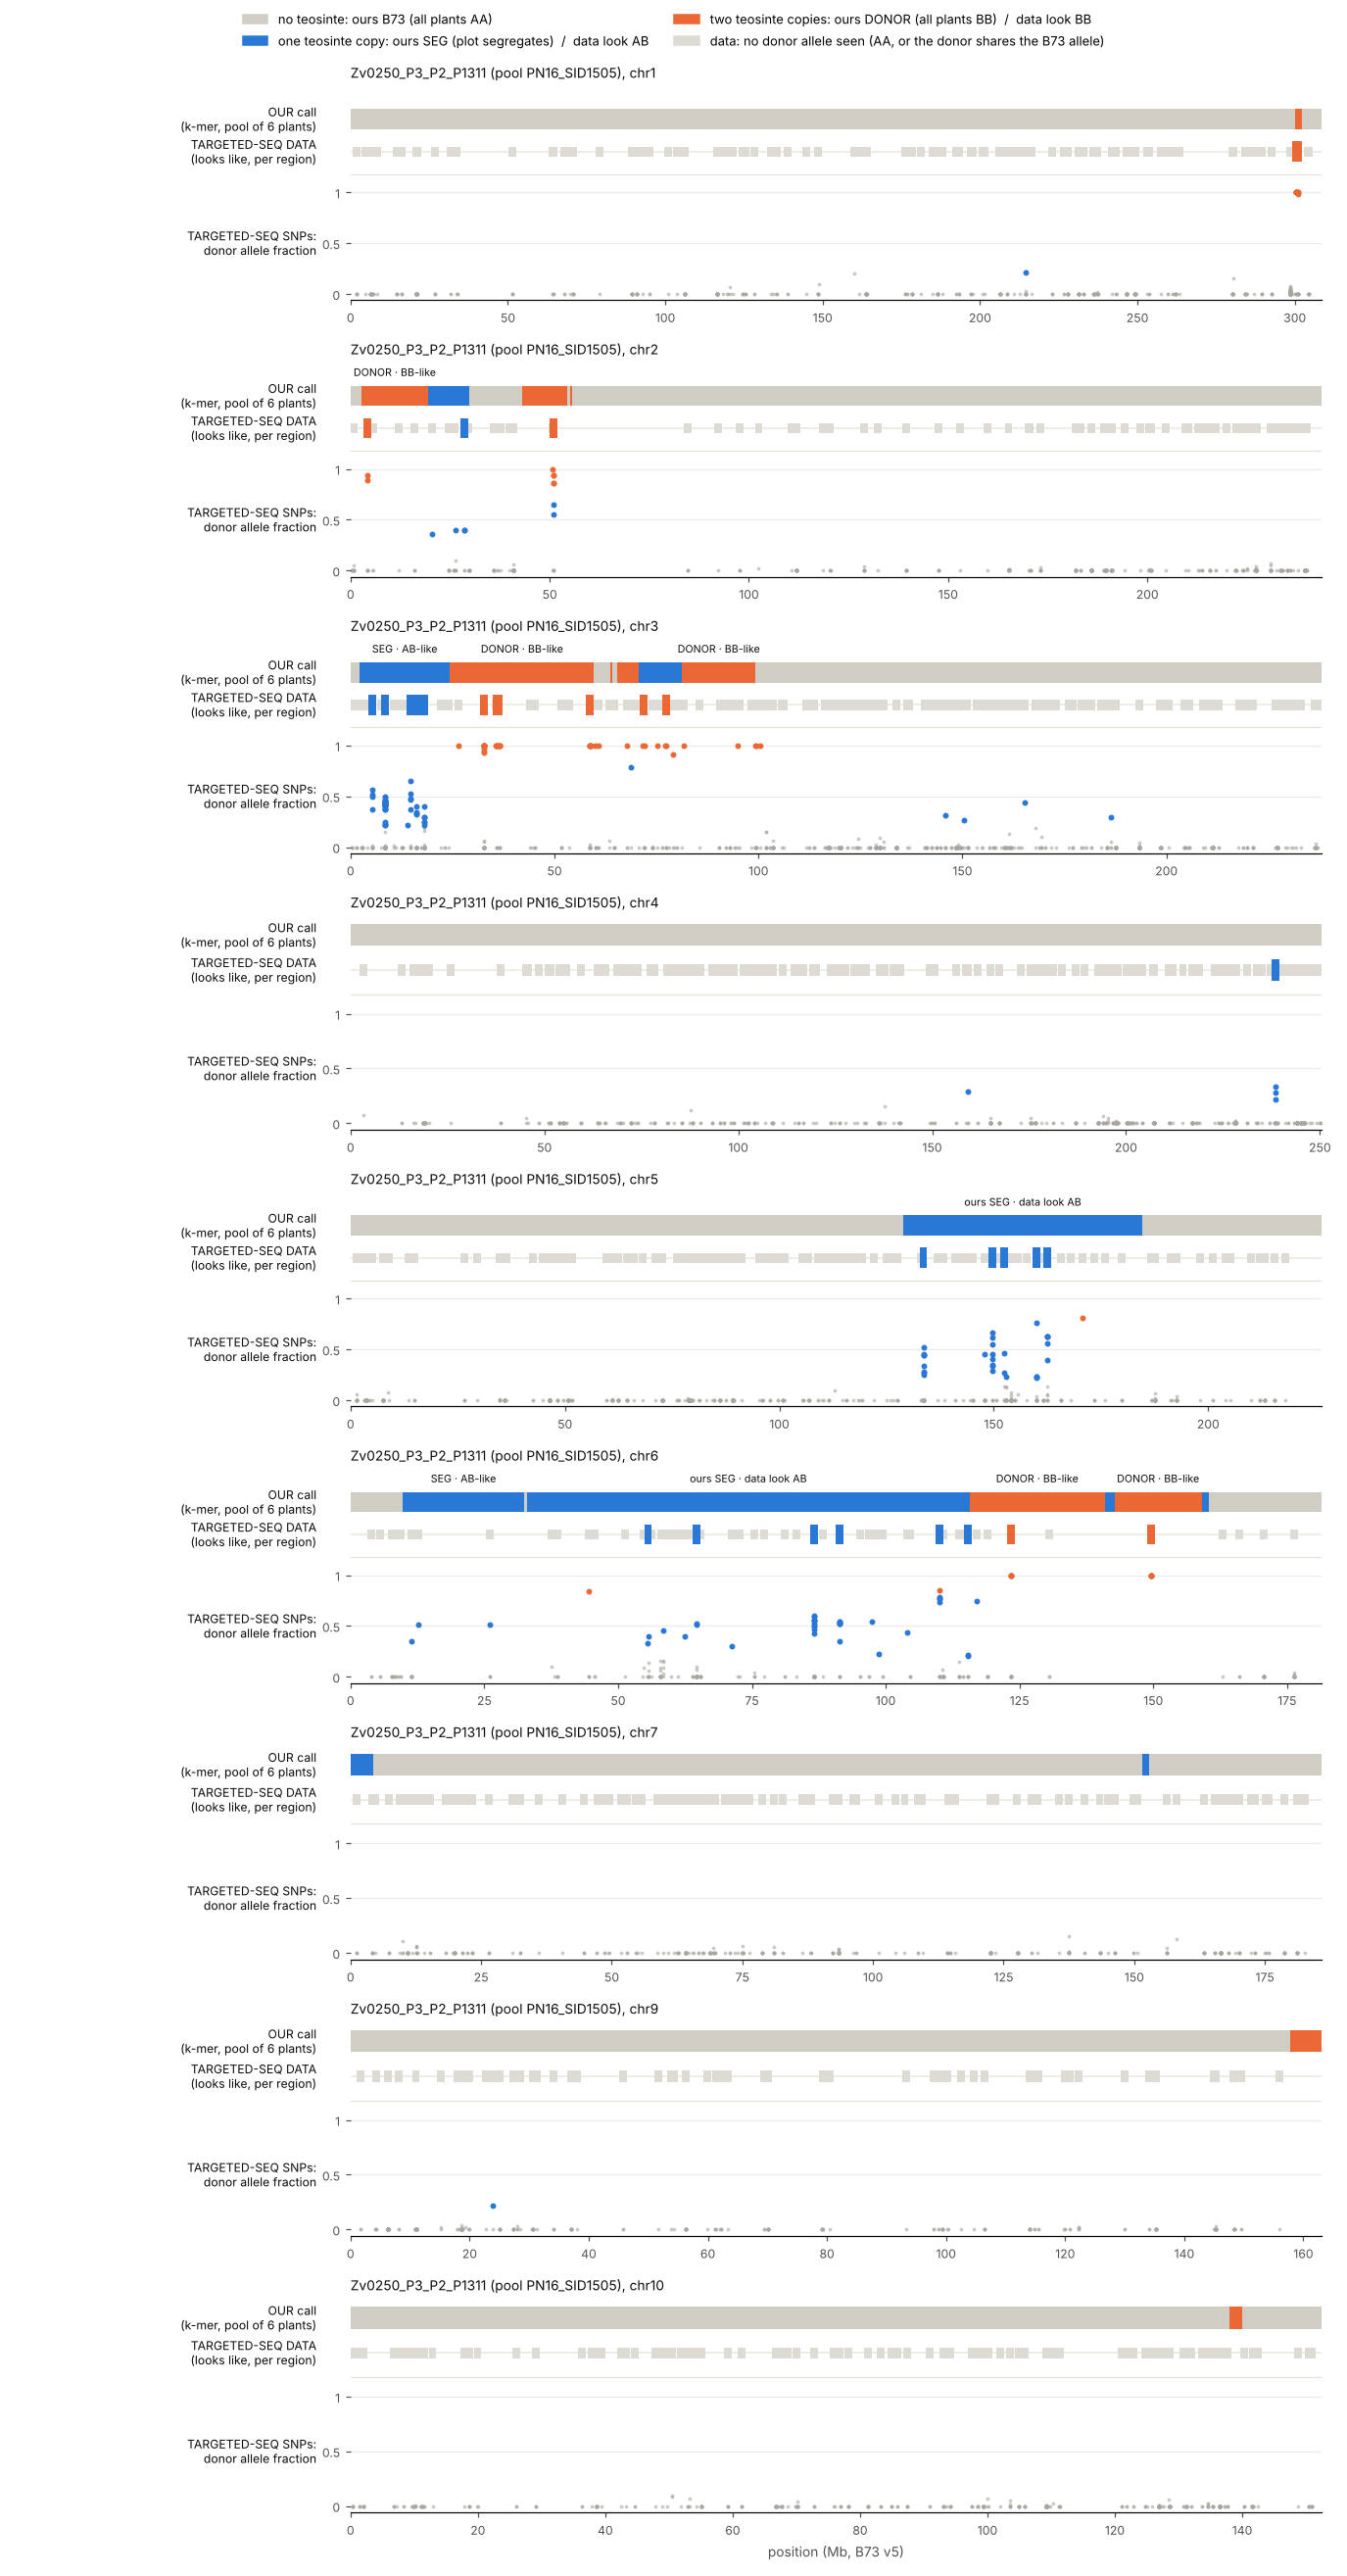 no teosinte: ours B73 (all plants AA)
two teosinte copies: ours DONOR (all plants BB) / data look BB
one teosinte copy: ours SEG (plot segregates) / data look AB
data: no donor allele seen (AA, or the donor shares the B73 allele)
Zv0250_P3_P2_P1311 (pool PN16_SID1505), chr1
OUR call
(k-mer, pool of 6 plants)
TARGETED-SEQ DATA
(looks like, per region)
1
TARGETED-SEQ SNPs:
donor allele fraction
0.5
0
0 50 100 150 200 250 300
Zv0250_P3_P2_P1311 (pool PN16_SID1505), chr2
DONOR · BB-like
OUR call
(k-mer, pool of 6 plants)
TARGETED-SEQ DATA
(looks like, per region)
1
TARGETED-SEQ SNPs:
donor allele fraction
0.5
0
0 50 100 150 200
Zv0250_P3_P2_P1311 (pool PN16_SID1505), chr3
SEG · AB-like DONOR · BB-like DONOR · BB-like
OUR call
(k-mer, pool of 6 plants)
TARGETED-SEQ DATA
(looks like, per region)
1
TARGETED-SEQ SNPs:
donor allele fraction
0.5
0
0 50 100 150 200
Zv0250_P3_P2_P1311 (pool PN16_SID1505), chr4
OUR call
(k-mer, pool of 6 plants)
TARGETED-SEQ DATA
(looks like, per region)
1
TARGETED-SEQ SNPs:
donor allele fraction
0.5
0
0 50 100 150 200 250
Zv0250_P3_P2_P1311 (pool PN16_SID1505), chr5
ours SEG · data look AB
OUR call
(k-mer, pool of 6 plants)
TARGETED-SEQ DATA
(looks like, per region)
1
TARGETED-SEQ SNPs:
donor allele fraction
0.5
0
0 50 100 150 200
Zv0250_P3_P2_P1311 (pool PN16_SID1505), chr6
SEG · AB-like ours SEG · data look AB DONOR · BB-like DONOR · BB-like
OUR call
(k-mer, pool of 6 plants)
TARGETED-SEQ DATA
(looks like, per region)
1
TARGETED-SEQ SNPs:
donor allele fraction
0.5
0
0 25 50 75 100 125 150 175
Zv0250_P3_P2_P1311 (pool PN16_SID1505), chr7
OUR call
(k-mer, pool of 6 plants)
TARGETED-SEQ DATA
(looks like, per region)
1
TARGETED-SEQ SNPs:
donor allele fraction
0.5
0
0 25 50 75 100 125 150 175
Zv0250_P3_P2_P1311 (pool PN16_SID1505), chr9
OUR call
(k-mer, pool of 6 plants)
TARGETED-SEQ DATA
(looks like, per region)
1
TARGETED-SEQ SNPs:
donor allele fraction
0.5
0
0 20 40 60 80 100 120 140 160
Zv0250_P3_P2_P1311 (pool PN16_SID1505), chr10
OUR call
(k-mer, pool of 6 plants)
TARGETED-SEQ DATA
(looks like, per region)
1
TARGETED-SEQ SNPs:
donor allele fraction
0.5
0
0 20 40 60 80 100 120 140
position (Mb, B73 v5)